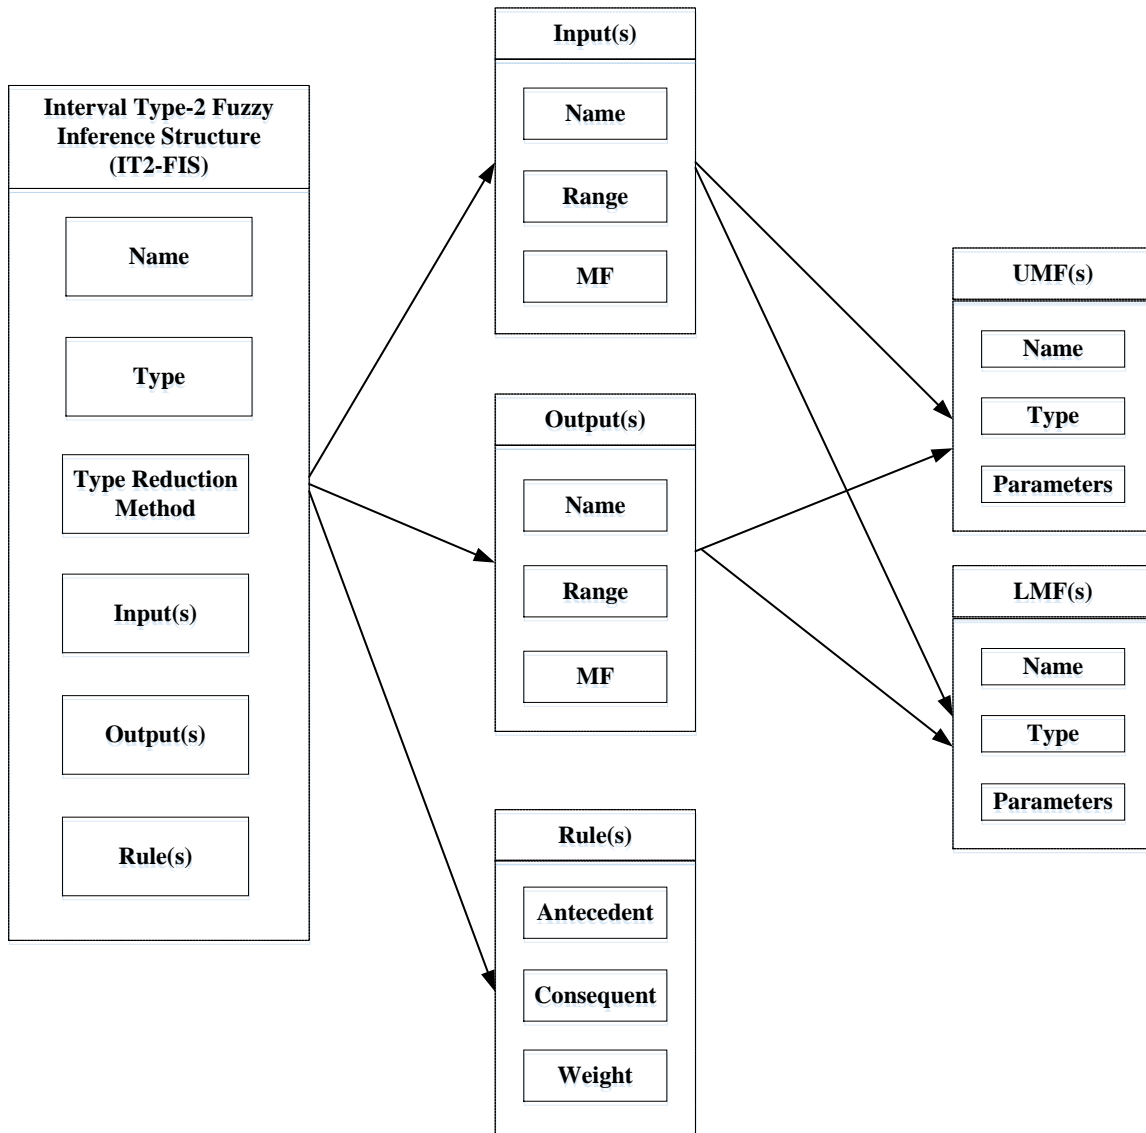 Interval Type-2 Fuzzy
Inference Structure
(IT2-FIS)
Name
Type
Type Reduction
Method
Input(s)
Output(s)
Rule(s)
Input(s)
Name
Range
MF
Output(s)
Name
Range
MF
Rule(s)
Antecedent
Consequent
Weight
UMF(s)
Name
Type
Parameters
LMF(s)
Name
Type
Parameters